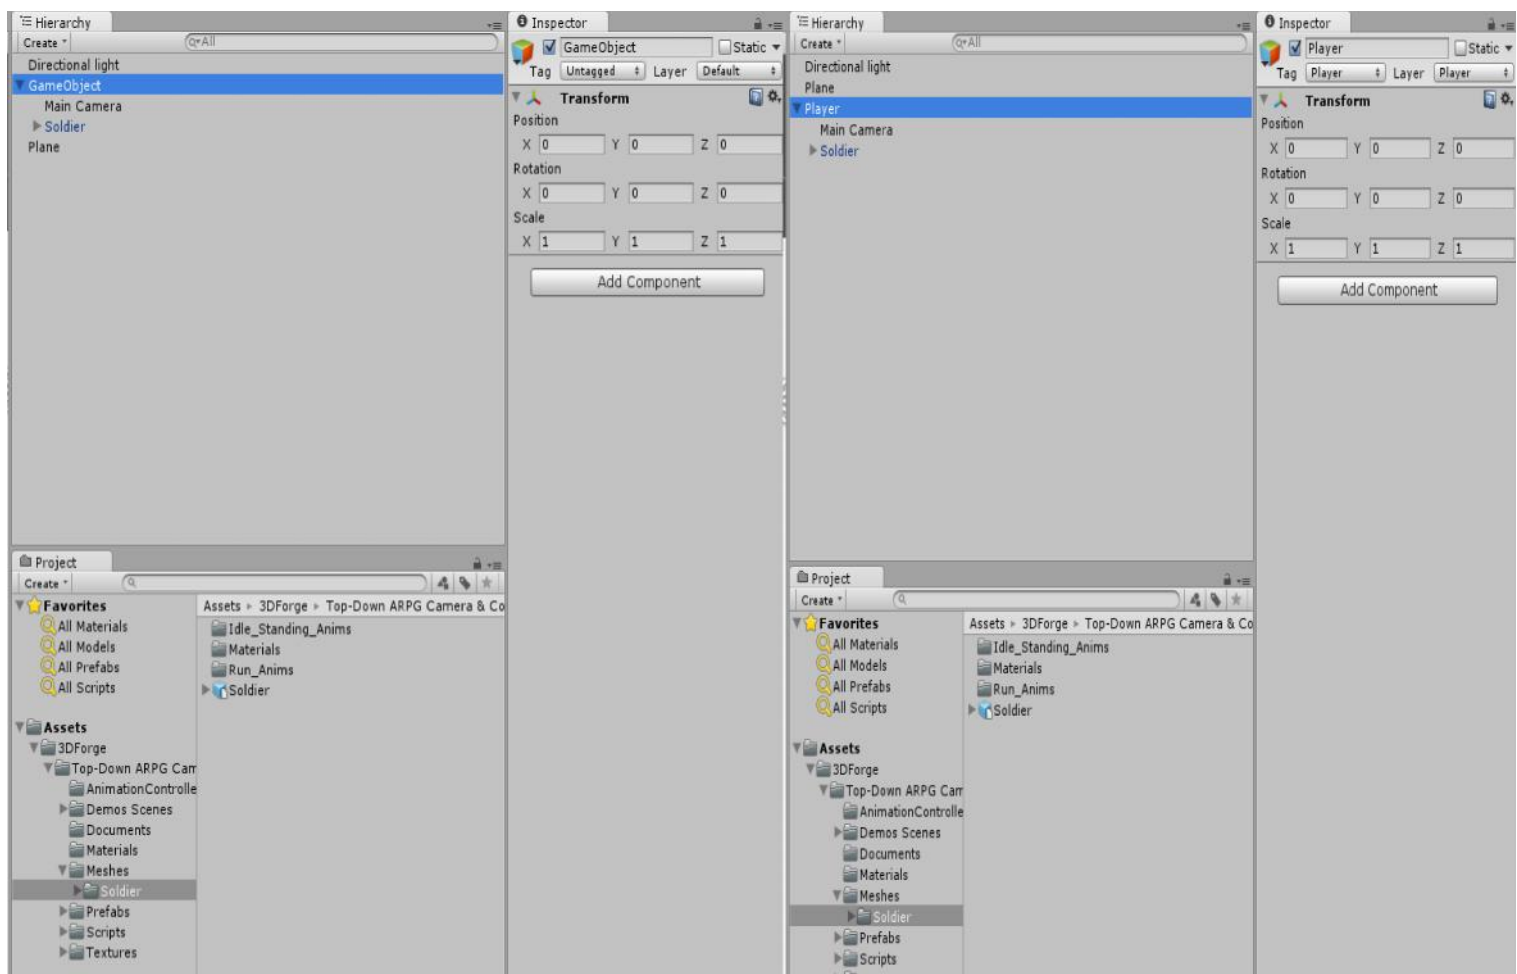 Hierarchy
Create
All
Directional light
GameObject
Main Camera
Soldier
Plane
Inspector
GameObject Static
Tag Untagged Layer Default
Transform
Position
X 0 Y 0 Z 0
Rotation
X 0 Y 0 Z 0
Scale
X 1 Y 1 Z 1
Add Component
Project
Create
Favorites
All Materials
All Models
All Prefabs
All Scripts
Assets
3DForge
Top-Down ARPG Cam
AnimationControlle
Demos Scenes
Documents
Materials
Meshes
Soldier
Prefabs
Scripts
Textures
Assets ▸ 3DForge ▸ Top-Down ARPG Camera & Co
Idle_Standing_Anims
Materials
Run_Anims
Soldier
Hierarchy
Create
All
Directional light
Plane
Player
Main Camera
Soldier
Inspector
Player Static
Tag Player Layer Player
Transform
Position
X 0 Y 0 Z 0
Rotation
X 0 Y 0 Z 0
Scale
X 1 Y 1 Z 1
Add Component
Project
Create
Favorites
All Materials
All Models
All Prefabs
All Scripts
Assets
3DForge
Top-Down ARPG Cam
AnimationControlle
Demos Scenes
Documents
Materials
Meshes
Soldier
Prefabs
Scripts
Assets ▸ 3DForge ▸ Top-Down ARPG Camera & Co
Idle_Standing_Anims
Materials
Run_Anims
Soldier